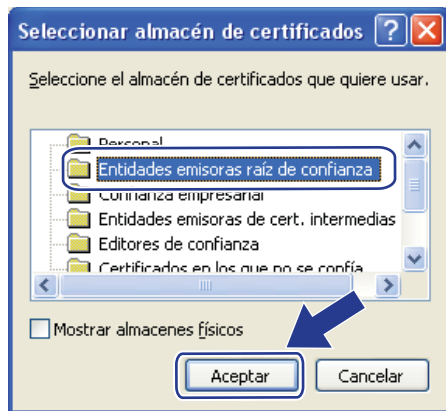 Seleccionar almacén de certificados
Seleccione el almacén de certificados que quiere usar.
Personal
Entidades emisoras raíz de confianza
Confianza empresarial
Entidades emisoras de cert. intermedias
Editores de confianza
Certificados en los que no se confía
Mostrar almacenes físicos
Aceptar
Cancelar